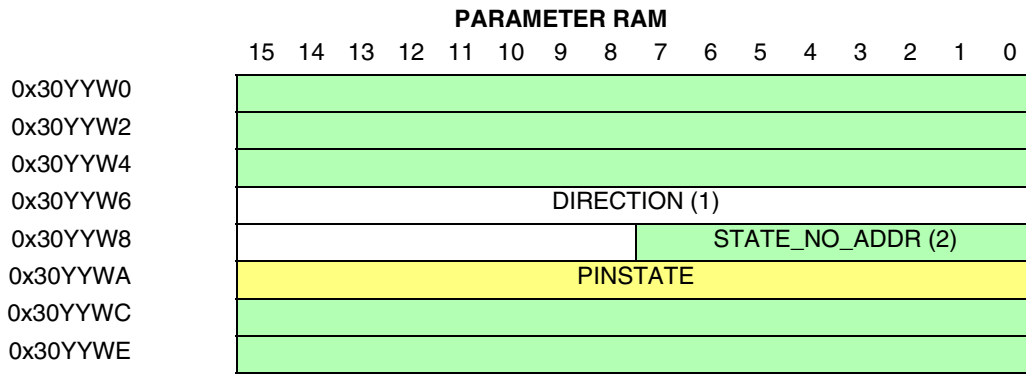 PARAMETER RAM
15 14 13 12 11 10 9 8 7 6 5 4 3 2 1 0
0x30YYW0
0x30YYW2
0x30YYW4
0x30YYW6 DIRECTION (1)
0x30YYW8 STATE_NO_ADDR (2)
0x30YYWA PINSTATE
0x30YYWC
0x30YYWE